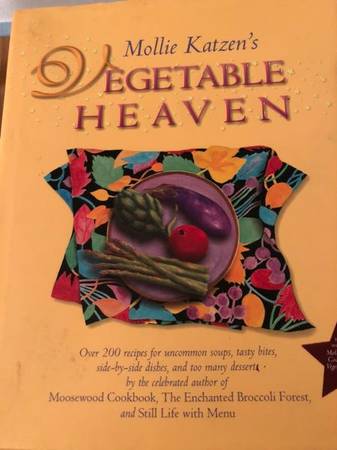 Mollie Katzen's
VEGETABLE
HEAVEN
Over 200 recipes for uncommon soups, tasty bites,
side-by-side dishes, and too many desserts
by the celebrated author of
Moosewood Cookbook, The Enchanted Broccoli Forest,
and Still Life with Menu